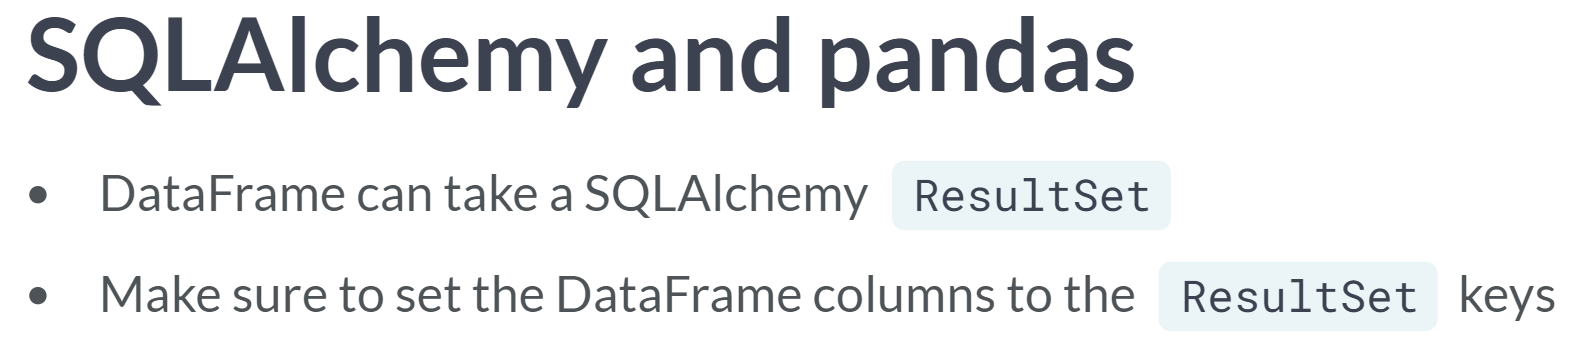 SQLAlchemy and pandas
• DataFrame can take a SQLAlchemy ResultSet
• Make sure to set the DataFrame columns to the ResultSet keys